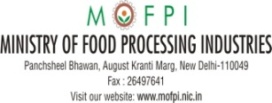 MOFPI
MINISTRY OF FOOD PROCESSING INDUSTRIES
Panchsheel Bhawan, August Kranti Marg, New Delhi-110049
Fax : 26497641
Visit our website: www.mofpi.nic.in